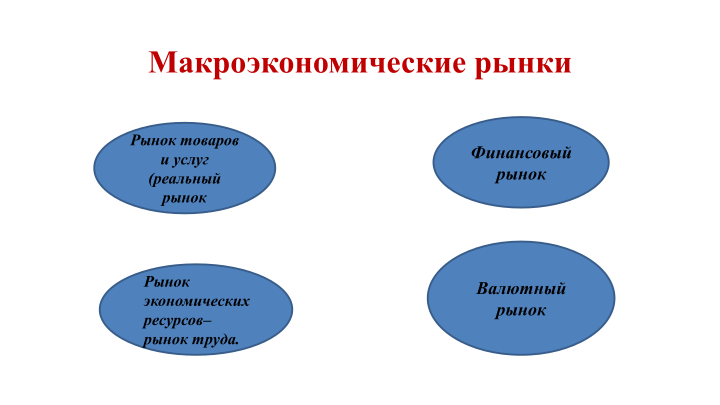 Макроэкономические рынки
Рынок товаров
и услуг
(реальный
рынок
Финансовый
рынок
Рынок
экономических
ресурсов–
рынок труда.
Валютный
рынок